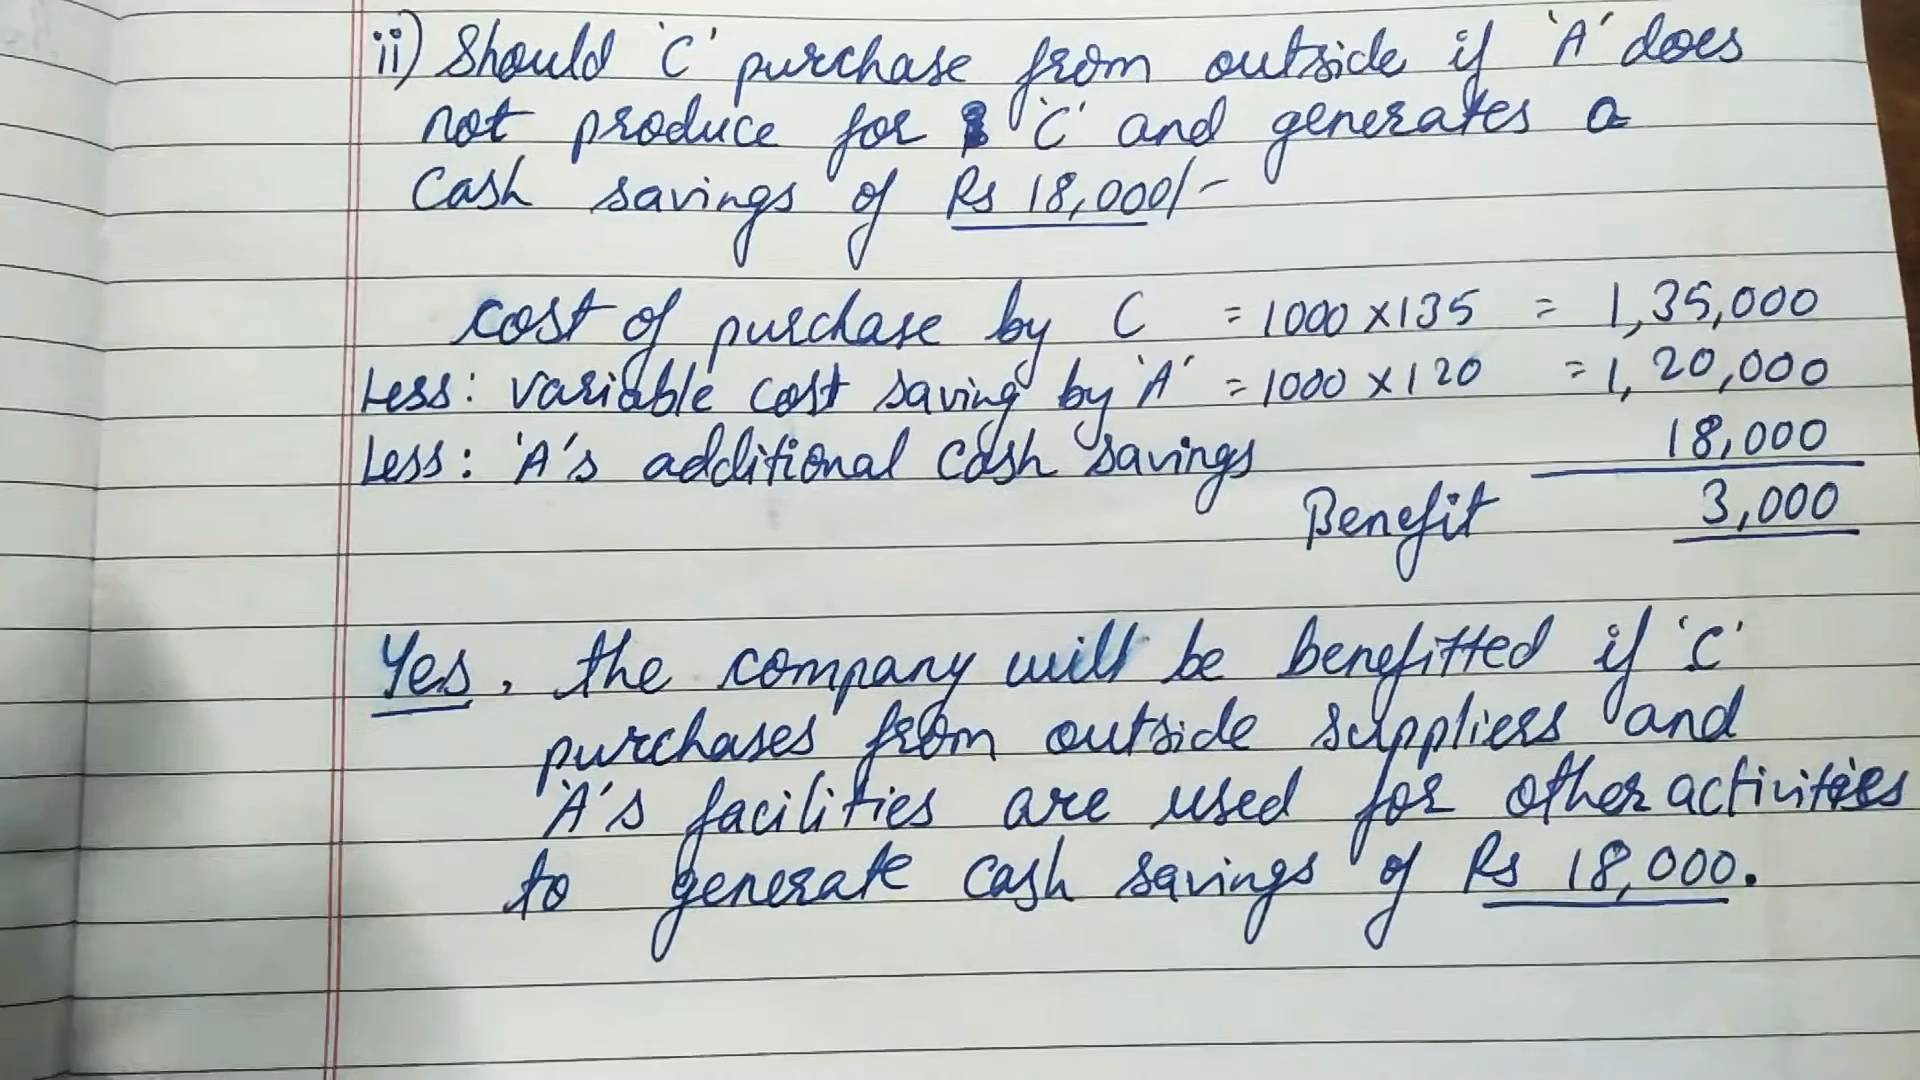 ii) Should 'C' purchase from outside if 'A' does
not produce for 'C' and generates a
Cash savings of Rs 18,000/-
cost of purchase by C = 1000 x 135 = 1,35,000
Less: variable cost saving by 'A' = 1000 x 120 = 1,20,000
Less: 'A's additional cash savings 18,000
Benefit 3,000
Yes, the company will be benefitted if 'C'
purchases from outside suppliers and
'A's facilities are used for other activities
to generate cash savings of Rs 18,000.